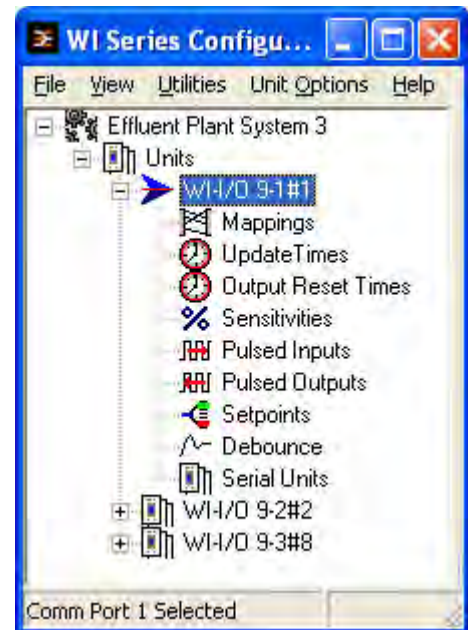 WI Series Configu...
File View Utilities Unit Options Help
Effluent Plant System 3
Units
WI-I/O 9-1#1
Mappings
UpdateTimes
Output Reset Times
Sensitivities
Pulsed Inputs
Pulsed Outputs
Setpoints
Debounce
Serial Units
WI-I/O 9-2#2
WI-I/O 9-3#8
Comm Port 1 Selected